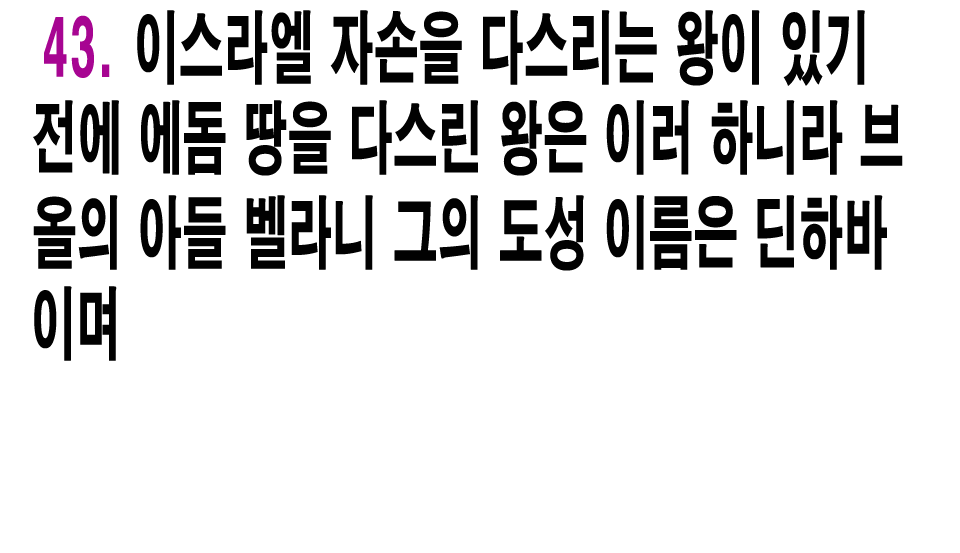 43. 이스라엘 자손을 다스리는 왕이 있기
전에 에돔 땅을 다스린 왕은 이러 하니라 브
올의 아들 벨라니 그의 도성 이름은 딘하바
이며